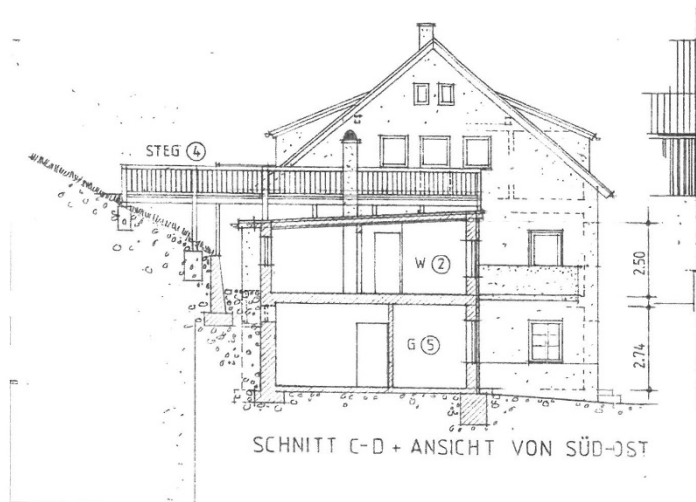 STEG 4
W 2
2.50
G 5
2.74
SCHNITT C-D + ANSICHT VON SÜD-OST